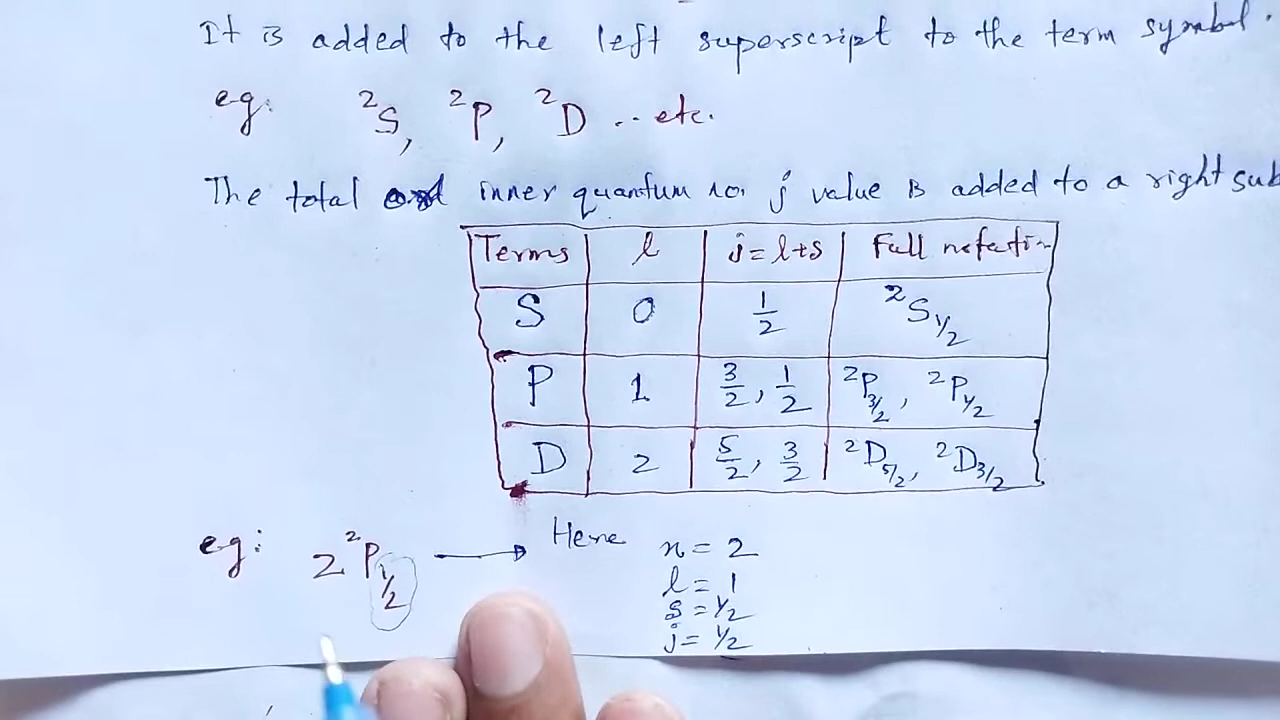 It is added to the left superscript to the term symbol.
eg: ²S, ²P, ²D ... etc.
The total inner quantum no. j value is added to a right sub
Terms l j=l+s Full notation
S 0 1/2 ²S1/2
P 1 3/2, 1/2 ²P3/2, ²P1/2
D 2 5/2, 3/2 ²D5/2, ²D3/2
eg: 2²P1/2 → Here n = 2
l = 1
s = 1/2
j = 1/2